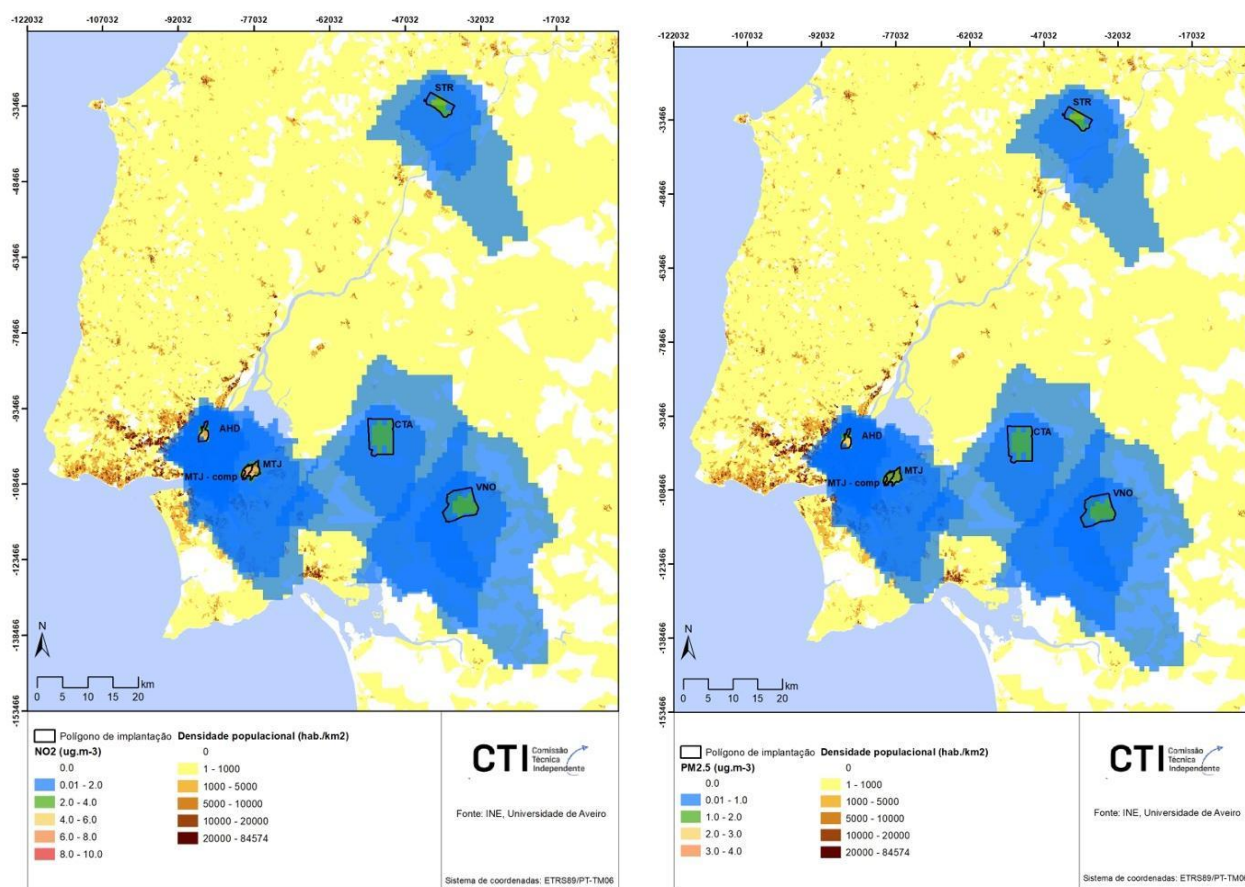 -122032 -107032 -92032 -77032 -62032 -47032 -32032 -17032
-33466
-48466
-63466
-78466
-93466
-108466
-123466
-138466
-153466
STR
AHD
CTA
MTJ
MTJ - comp
VNO
N
0 5 10 15 20 km
Polígono de implantação
NO2 (ug.m-3)
0.0
0.01 - 2.0
2.0 - 4.0
4.0 - 6.0
6.0 - 8.0
8.0 - 10.0
Densidade populacional (hab./km2)
0
1 - 1000
1000 - 5000
5000 - 10000
10000 - 20000
20000 - 84574
CTI Comissão
Técnica
Independente
Fonte: INE, Universidade de Aveiro
Sistema de coordenadas: ETRS89/PT-TM06
-122032 -107032 -92032 -77032 -62032 -47032 -32032 -17032
-33466
-48466
-63466
-78466
-93466
-108466
-123466
-138466
-153466
STR
AHD
CTA
MTJ
MTJ - comp
VNO
N
0 5 10 15 20 km
Polígono de implantação
PM2.5 (ug.m-3)
0.0
0.01 - 1.0
1.0 - 2.0
2.0 - 3.0
3.0 - 4.0
Densidade populacional (hab./km2)
0
1 - 1000
1000 - 5000
5000 - 10000
10000 - 20000
20000 - 84574
CTI Comissão
Técnica
Independente
Fonte: INE, Universidade de Aveiro
Sistema de coordenadas: ETRS89/PT-TM06